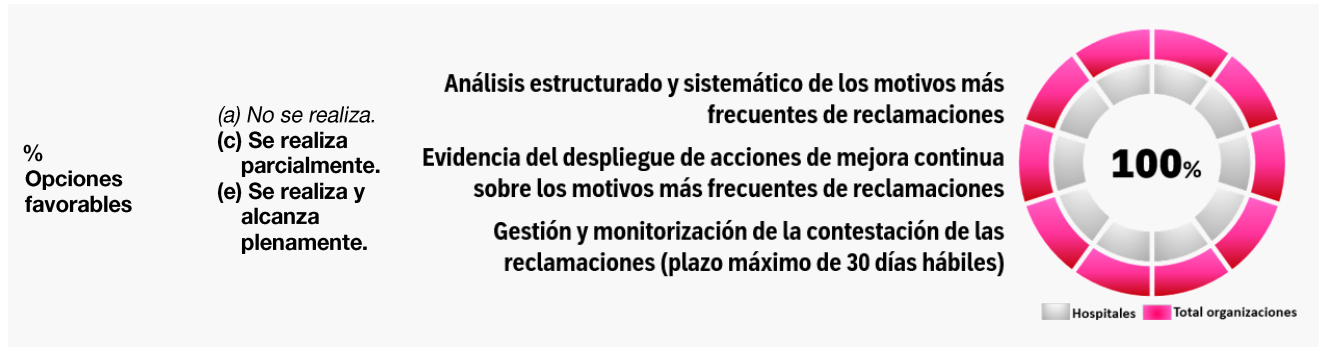 %
Opciones
favorables
(a) No se realiza.
(c) Se realiza
parcialmente.
(e) Se realiza y
alcanza
plenamente.
Análisis estructurado y sistemático de los motivos más
frecuentes de reclamaciones
Evidencia del despliegue de acciones de mejora continua
sobre los motivos más frecuentes de reclamaciones
Gestión y monitorización de la contestación de las
reclamaciones (plazo máximo de 30 días hábiles)
100%
Hospitales
Total organizaciones